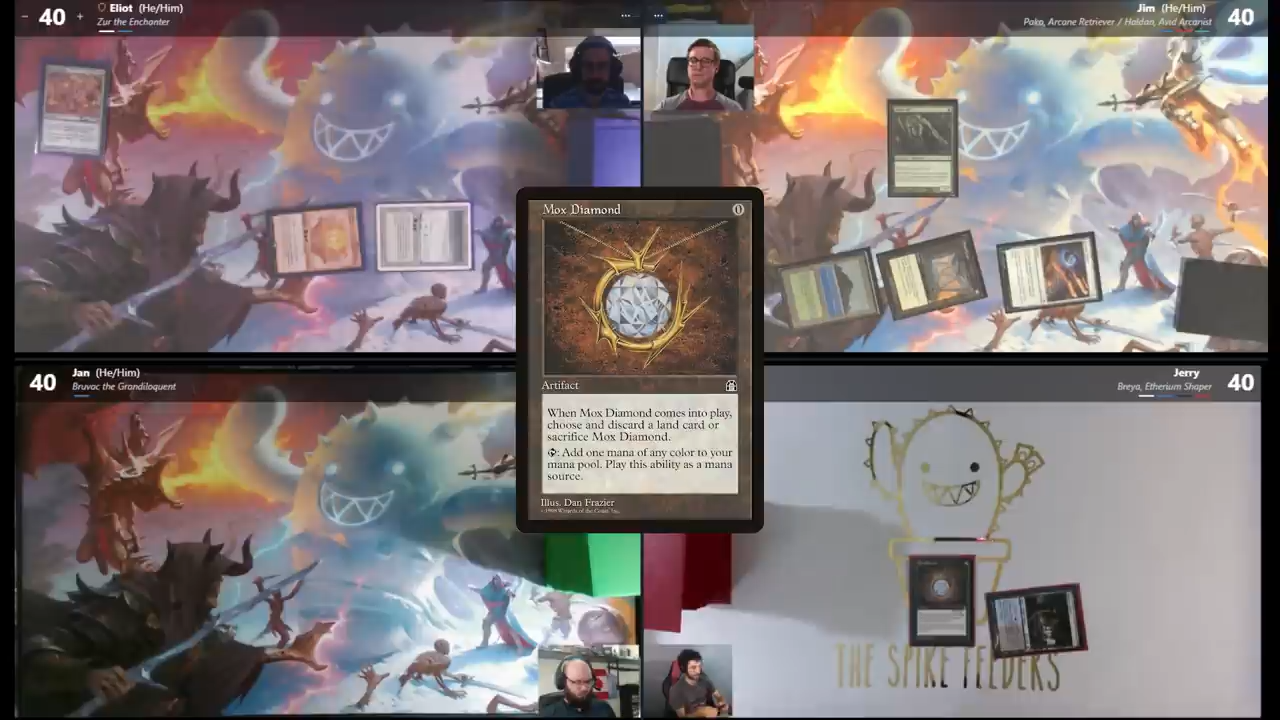 − 40 +
Eliot (He/Him)
Zur the Enchanter
Jim (He/Him)
Pako, Arcane Retriever / Haldan, Avid Arcanist
40
Mox Diamond
0
Artifact
When Mox Diamond comes into play,
choose and discard a land card or
sacrifice Mox Diamond.
: Add one mana of any color to your
mana pool. Play this ability as a mana
source.
Illus. Dan Frazier
40
Jan (He/Him)
Bruvac the Grandiloquent
Jerry
Breya, Etherium Shaper
40
THE SPIKE FEEDERS